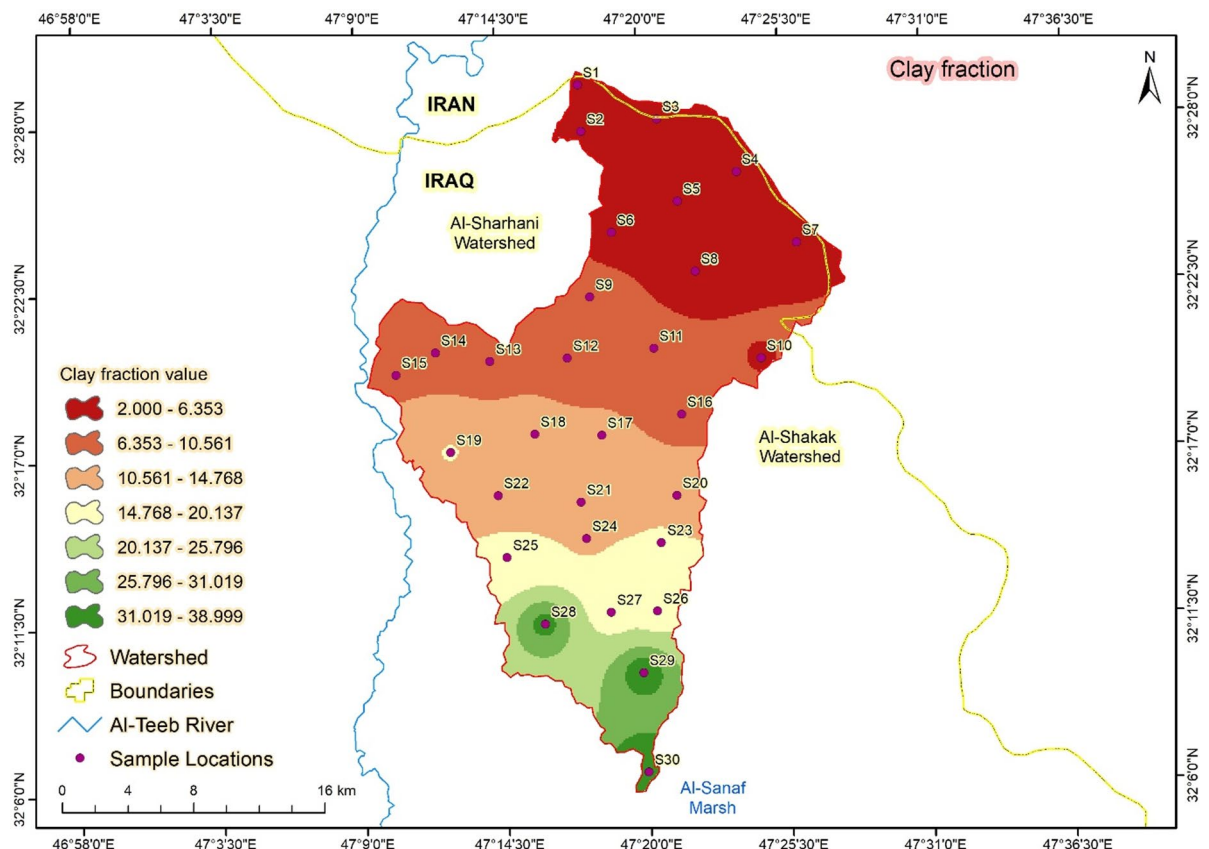 46°58'0"E 47°3'30"E 47°9'0"E 47°14'30"E 47°20'0"E 47°25'30"E 47°31'0"E 47°36'30"E
Clay fraction
N
S1
IRAN
S3
32°28'0"N
32°28'0"N
S2
S4
IRAQ
S5
Al-Sharhani
Watershed
S6
S7
S8
32°22'30"N
32°22'30"N
S9
S11
S14
S13
S12
S10
S15
Clay fraction value
2.000 - 6.353
6.353 - 10.561
10.561 - 14.768
14.768 - 20.137
20.137 - 25.796
25.796 - 31.019
31.019 - 38.999
Watershed
Boundaries
Al-Teeb River
Sample Locations
0 4 8 16 km
S16
S18
S17
Al-Shakak
Watershed
32°17'0"N
32°17'0"N
S19
S22
S21
S20
S24
S23
S25
32°11'30"N
32°11'30"N
S28
S27
S26
S29
S30
Al-Sanaf
Marsh
32°6'0"N
32°6'0"N
46°58'0"E 47°3'30"E 47°9'0"E 47°14'30"E 47°20'0"E 47°25'30"E 47°31'0"E 47°36'30"E